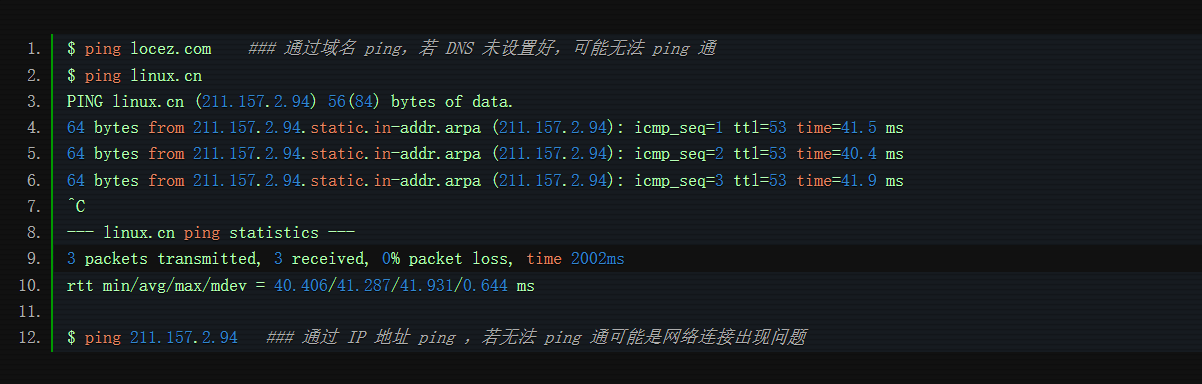 1. $ ping locez.com    ### 通过域名 ping，若 DNS 未设置好，可能无法 ping 通
2. $ ping linux.cn
3. PING linux.cn (211.157.2.94) 56(84) bytes of data.
4. 64 bytes from 211.157.2.94.static.in-addr.arpa (211.157.2.94): icmp_seq=1 ttl=53 time=41.5 ms
5. 64 bytes from 211.157.2.94.static.in-addr.arpa (211.157.2.94): icmp_seq=2 ttl=53 time=40.4 ms
6. 64 bytes from 211.157.2.94.static.in-addr.arpa (211.157.2.94): icmp_seq=3 ttl=53 time=41.9 ms
7. ^C
8. --- linux.cn ping statistics ---
9. 3 packets transmitted, 3 received, 0% packet loss, time 2002ms
10. rtt min/avg/max/mdev = 40.406/41.287/41.931/0.644 ms
11.
12. $ ping 211.157.2.94   ### 通过 IP 地址 ping ，若无法 ping 通可能是网络连接出现问题